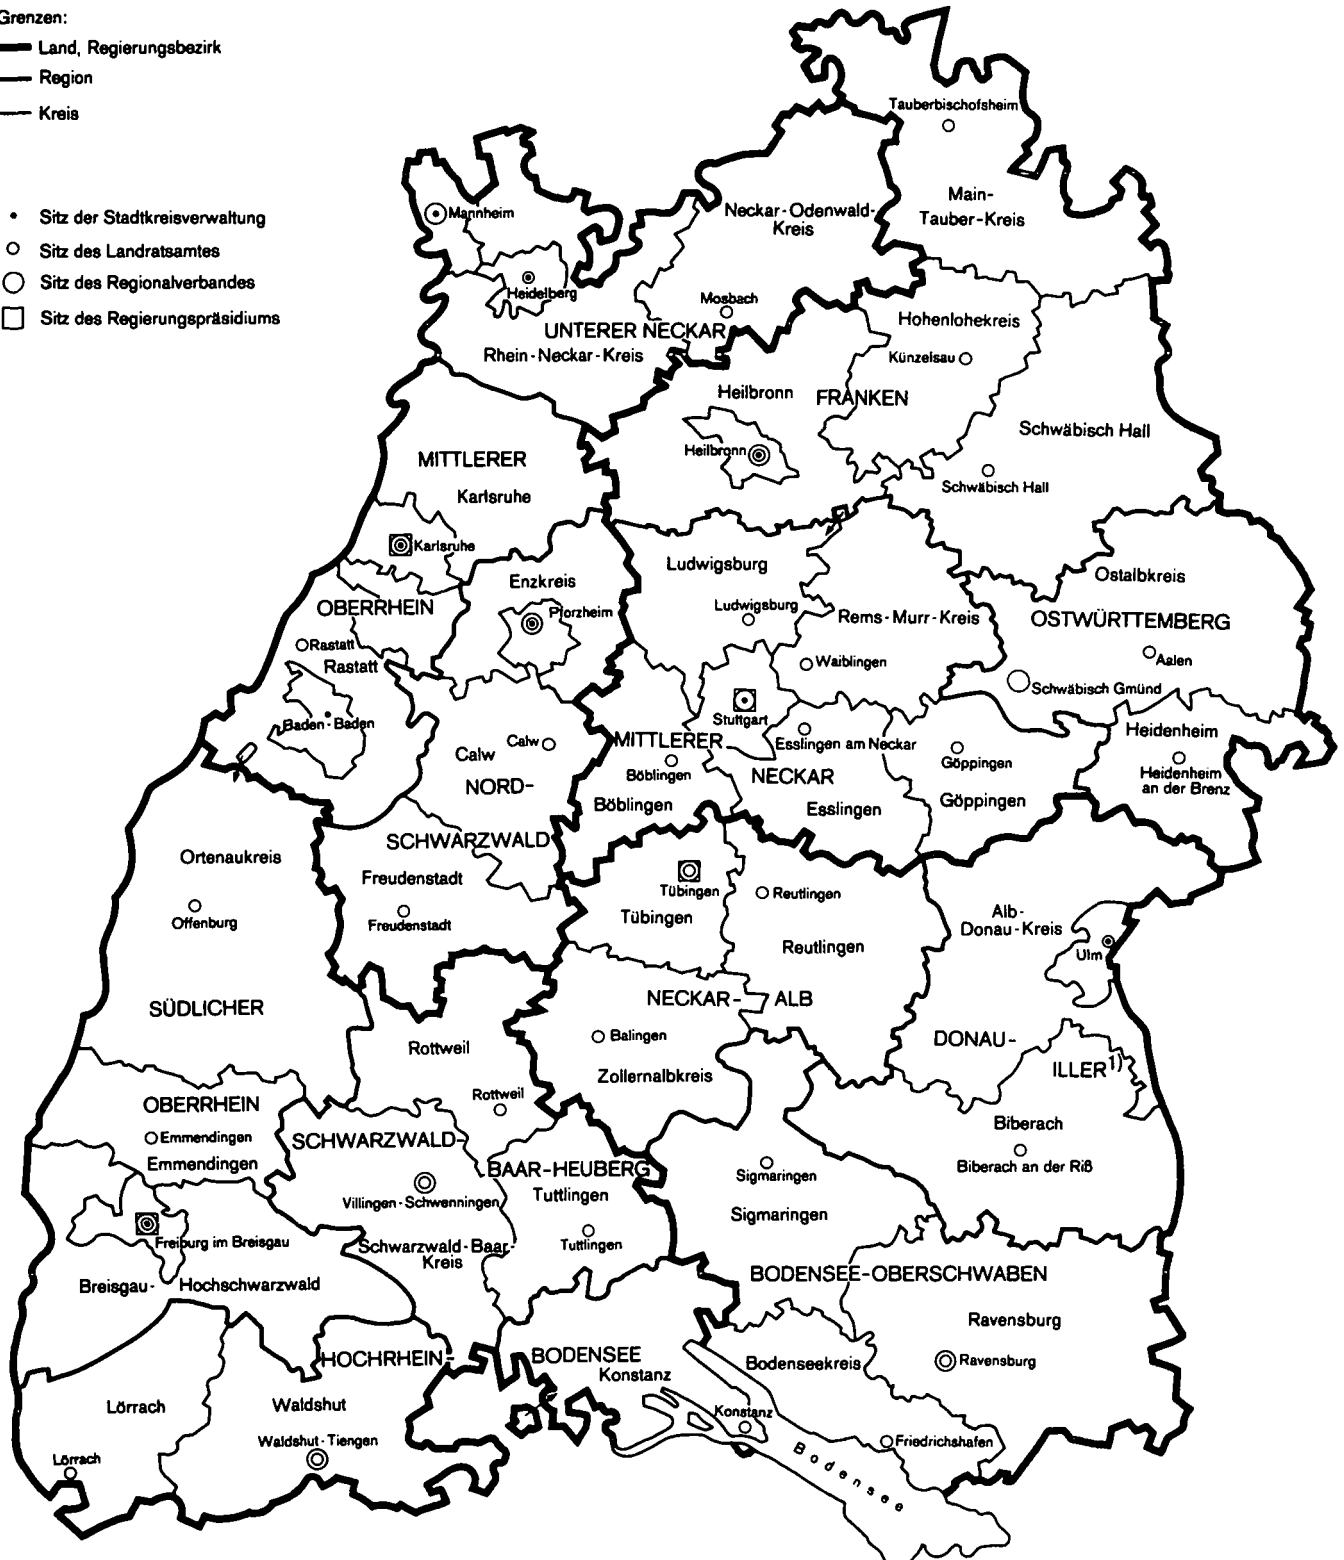 Grenzen:
Land, Regierungsbezirk
Region
Kreis
Sitz der Stadtkreisverwaltung
Sitz des Landratsamtes
Sitz des Regionalverbandes
Sitz des Regierungspräsidiums
Tauberbischofsheim
Main-
Tauber-Kreis
Mannheim
Neckar-Odenwald-
Kreis
Heidelberg
Mosbach
UNTERER NECKAR
Rhein-Neckar-Kreis
Hohenlohekreis
Künzelsau
Heilbronn
FRANKEN
Schwäbisch Hall
Heilbronn
Schwäbisch Hall
MITTLERER
Karlsruhe
Karlsruhe
Ludwigsburg
Ostalbkreis
Enzkreis
OBERRHEIN
Pforzheim
Ludwigsburg
Rems-Murr-Kreis
OSTWÜRTTEMBERG
Rastatt
Rastatt
Waiblingen
Aalen
Schwäbisch Gmünd
Baden-Baden
Stuttgart
Calw
Calw
MITTLERER
Esslingen am Neckar
Heidenheim
Göppingen
Böblingen
NECKAR
Heidenheim
an der Brenz
NORD-
Böblingen
Esslingen
Göppingen
SCHWARZWALD
Ortenaukreis
Freudenstadt
Tübingen
Reutlingen
Offenburg
Freudenstadt
Tübingen
Alb-
Donau-Kreis
Reutlingen
Ulm
SÜDLICHER
NECKAR-ALB
Rottweil
Balingen
DONAU-
ILLER¹⁾
Zollernalbkreis
Rottweil
OBERRHEIN
Biberach
Emmendingen
SCHWARZWALD-
Emmendingen
BAAR-HEUBERG
Biberach an der Riß
Sigmaringen
Villingen-Schwenningen
Tuttlingen
Sigmaringen
Freiburg im Breisgau
Schwarzwald-Baar-
Kreis
Tuttlingen
Breisgau-Hochschwarzwald
BODENSEE-OBERSCHWABEN
Ravensburg
HOCHRHEIN-
BODENSEE
Konstanz
Bodenseekreis
Ravensburg
Lörrach
Waldshut
Konstanz
Waldshut-Tiengen
Friedrichshafen
Lörrach
Bodensee